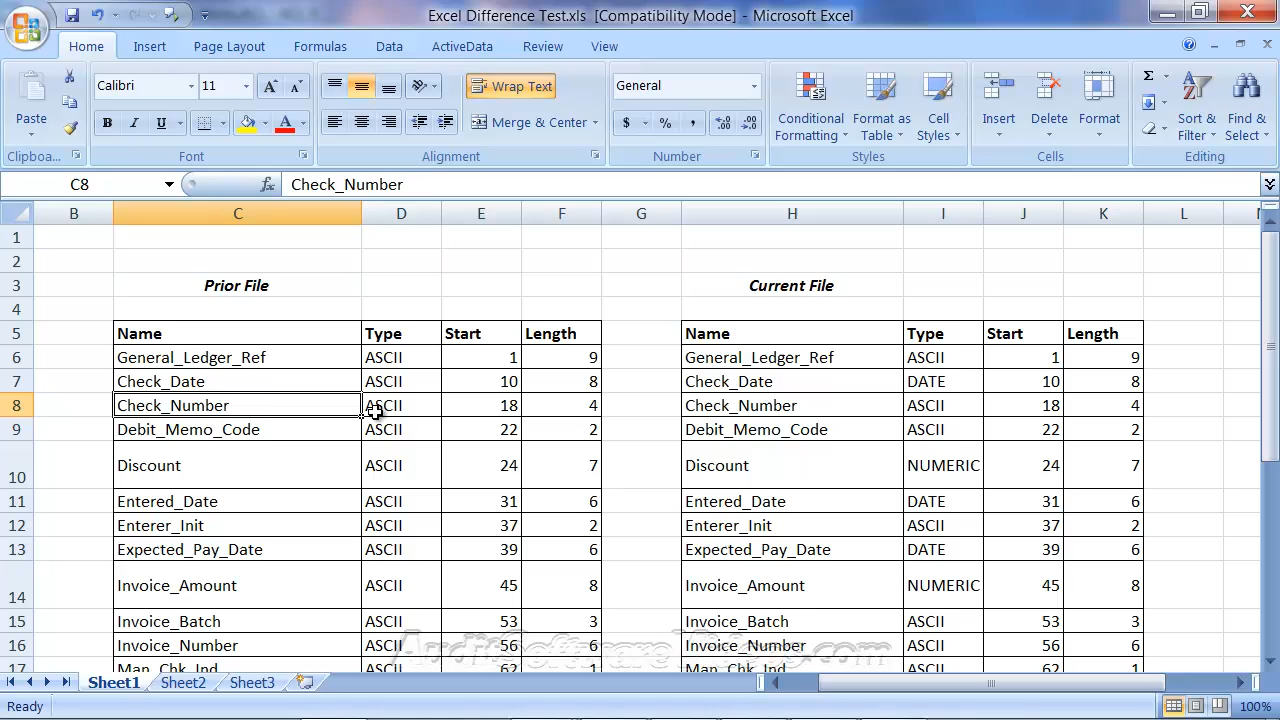 Excel Difference Test.xls [Compatibility Mod... - Microsoft Excel
Home Insert Page Layout Formulas Data ActiveData Review View
Calibri 11 Wrap Text General
Paste B I U Merge & Center $ % , Conditional Formatting Format as Table Cell Styles Insert Delete Format Σ Sort & Filter Find & Select
Clipboa... Font Alignment Number Styles Cells Editing
C8 fx Check_Number
B C D E F G H I J K L
1
2
3 Prior File Current File
4
5 Name Type Start Length Name Type Start Length
6 General_Ledger_Ref ASCII 1 9 General_Ledger_Ref ASCII 1 9
7 Check_Date ASCII 10 8 Check_Date DATE 10 8
8 Check_Number ASCII 18 4 Check_Number ASCII 18 4
9 Debit_Memo_Code ASCII 22 2 Debit_Memo_Code ASCII 22 2
10 Discount ASCII 24 7 Discount NUMERIC 24 7
11 Entered_Date ASCII 31 6 Entered_Date DATE 31 6
12 Enterer_Init ASCII 37 2 Enterer_Init ASCII 37 2
13 Expected_Pay_Date ASCII 39 6 Expected_Pay_Date DATE 39 6
14 Invoice_Amount ASCII 45 8 Invoice_Amount NUMERIC 45 8
15 Invoice_Batch ASCII 53 3 Invoice_Batch ASCII 53 3
16 Invoice_Number ASCII 56 6 Invoice_Number ASCII 56 6
AuditSoftwareVideos.com
17 Man_Chk_Ind ASCII 62 1 Man_Chk_Ind ASCII 62 1
Sheet1 Sheet2 Sheet3
Ready 100%